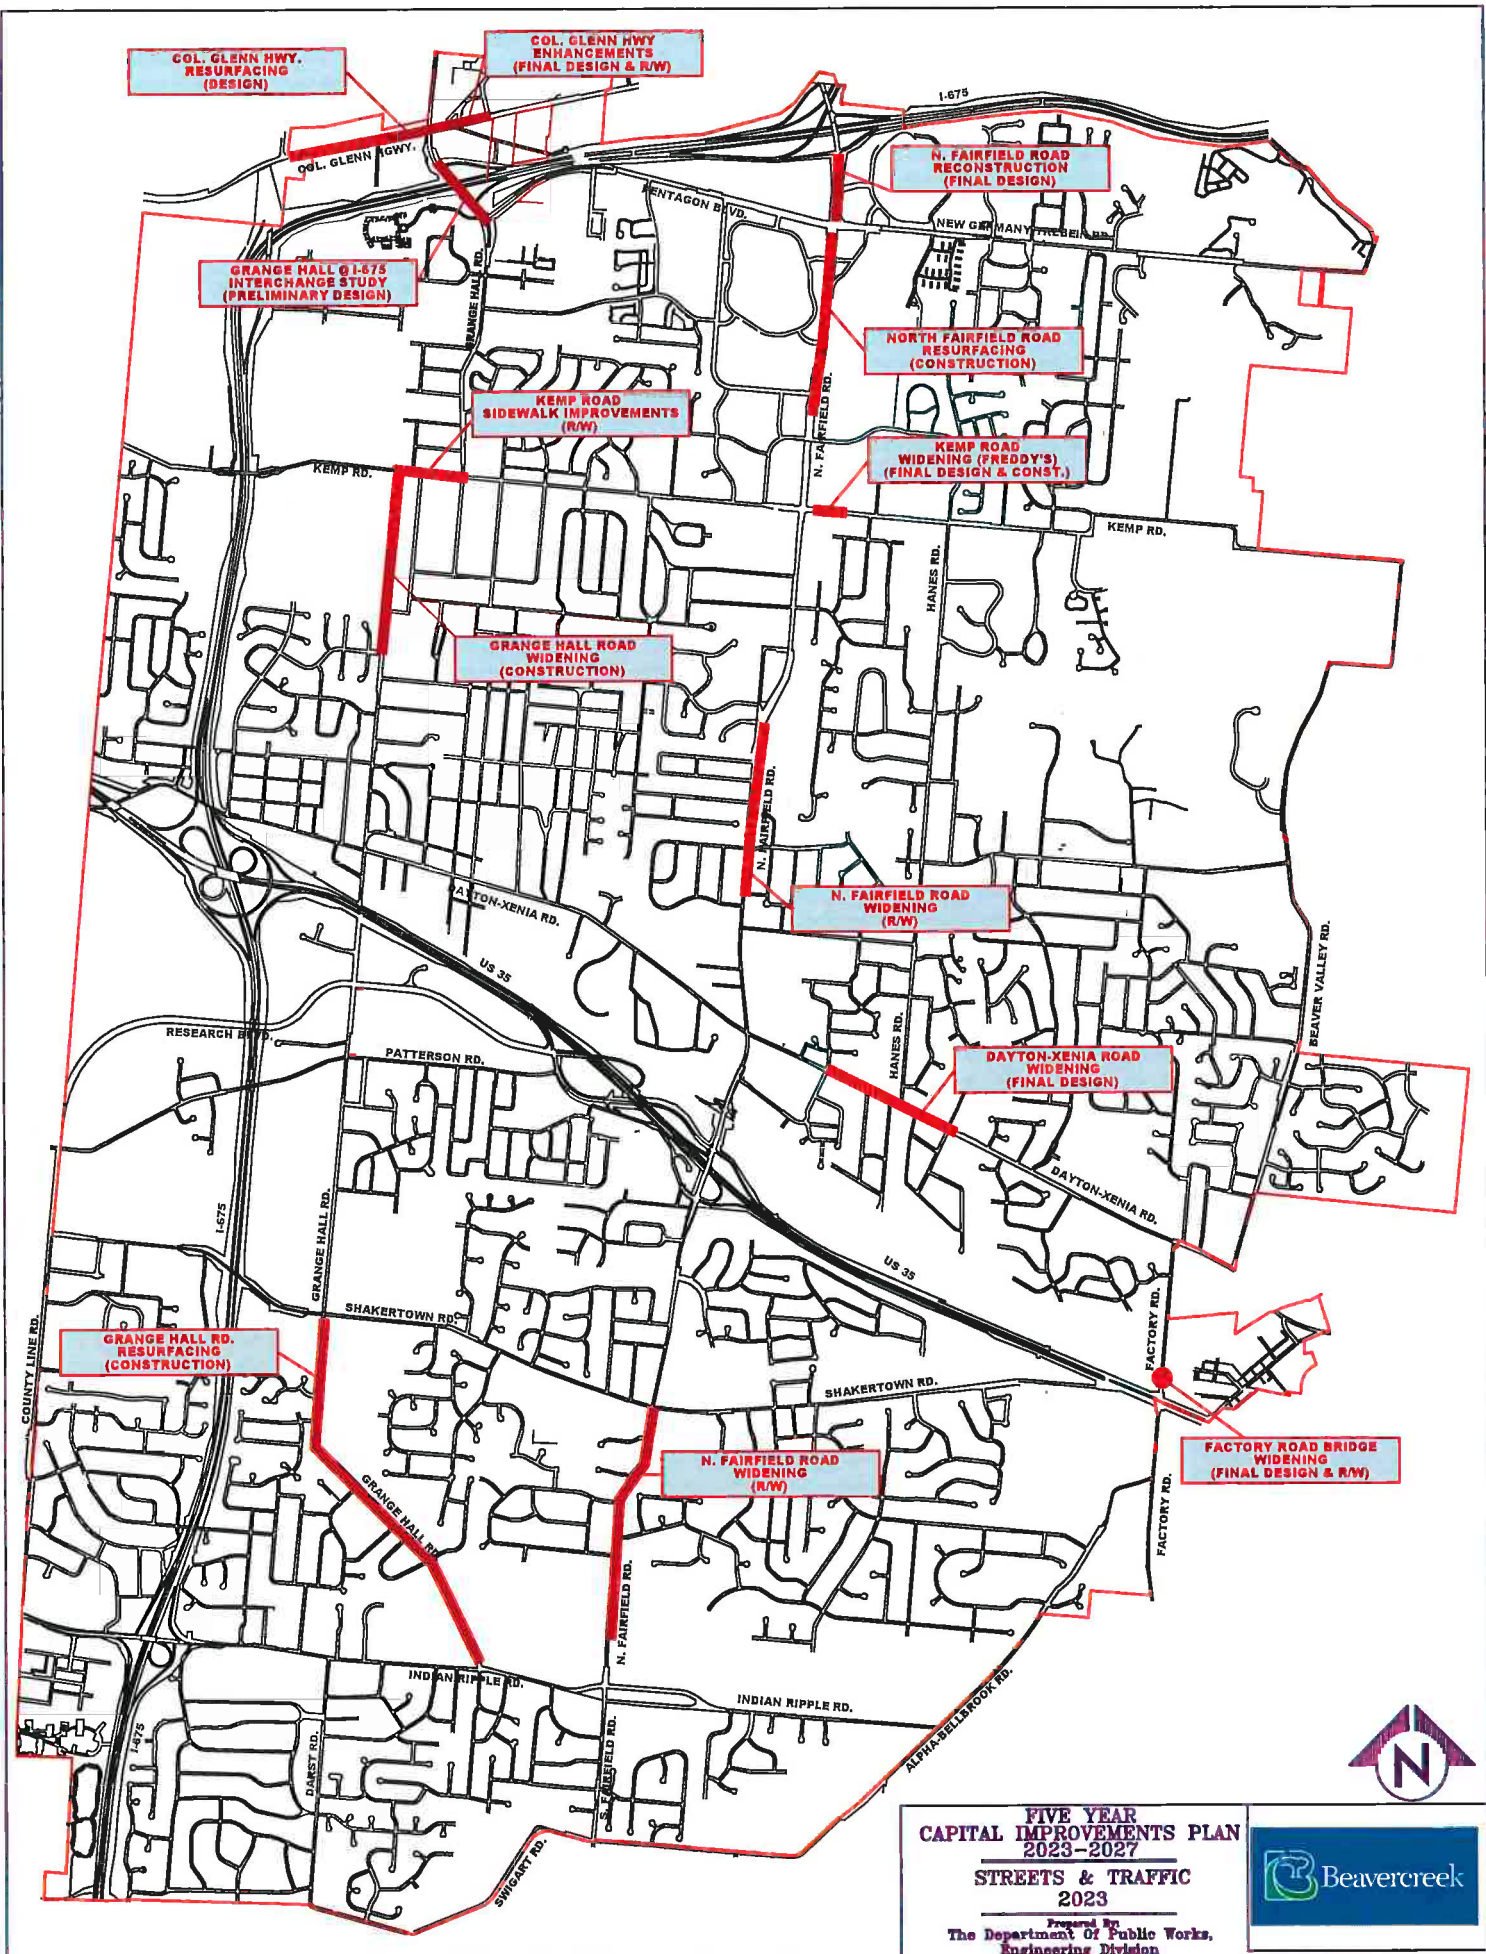 COL. GLENN HWY.
RESURFACING
(DESIGN)
COL. GLENN HWY
ENHANCEMENTS
(FINAL DESIGN & R/W)
I-675
COL. GLENN HGWY.
N. FAIRFIELD ROAD
RECONSTRUCTION
(FINAL DESIGN)
PENTAGON BLVD.
NEW GERMANY TREBEIN RD.
GRANGE HALL @ I-675
INTERCHANGE STUDY
(PRELIMINARY DESIGN)
GRANGE HALL RD.
NORTH FAIRFIELD ROAD
RESURFACING
(CONSTRUCTION)
N. FAIRFIELD RD.
KEMP ROAD
SIDEWALK IMPROVEMENTS
(R/W)
KEMP ROAD
WIDENING (FREDDY'S)
(FINAL DESIGN & CONST.)
KEMP RD.
KEMP RD.
HANES RD.
GRANGE HALL ROAD
WIDENING
(CONSTRUCTION)
N. FAIRFIELD RD.
N. FAIRFIELD ROAD
WIDENING
(R/W)
DAYTON-XENIA RD.
US 35
BEAVER VALLEY RD.
RESEARCH BLVD.
PATTERSON RD.
HANES RD.
DAYTON-XENIA ROAD
WIDENING
(FINAL DESIGN)
DAYTON-XENIA RD.
I-675
GRANGE HALL RD.
US 35
SHAKERTOWN RD.
FACTORY RD.
COUNTY LINE RD.
GRANGE HALL RD.
RESURFACING
(CONSTRUCTION)
SHAKERTOWN RD.
N. FAIRFIELD ROAD
WIDENING
(R/W)
FACTORY ROAD BRIDGE
WIDENING
(FINAL DESIGN & R/W)
GRANGE HALL RD.
FACTORY RD.
N. FAIRFIELD RD.
INDIAN RIPPLE RD.
INDIAN RIPPLE RD.
ALPHA-BELLBROOK RD.
I-675
DARST RD.
S. FAIRFIELD RD.
SWIGART RD.
N
FIVE YEAR
CAPITAL IMPROVEMENTS PLAN
2023-2027
STREETS & TRAFFIC
2023
Prepared By:
The Department Of Public Works,
Engineering Division
Beavercreek